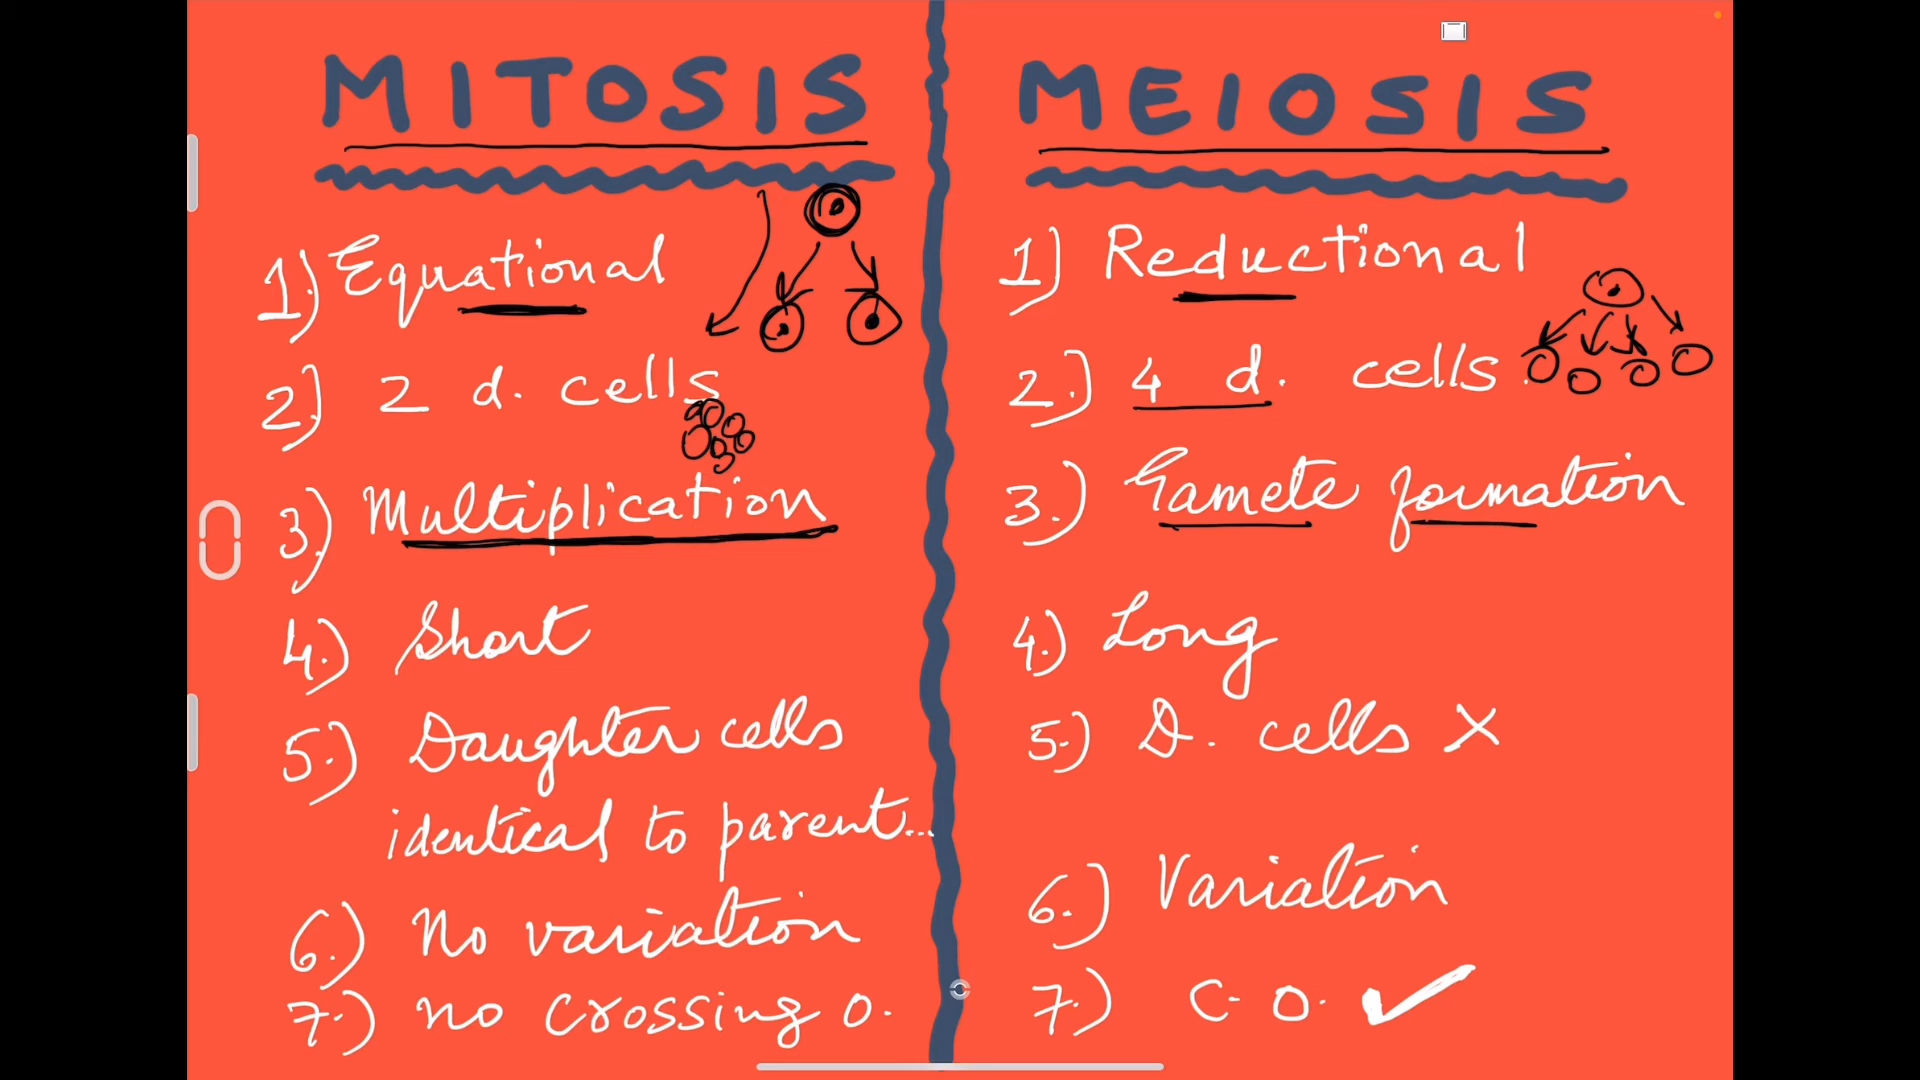 MITOSIS
1.) Equational
2.) 2 d. cells
3.) Multiplication
4.) Short
5.) Daughter cells
identical to parent...
6.) No variation
7.) no crossing o.
MEIOSIS
1.) Reductional
2.) 4 d. cells.
3.) Gamete formation
4.) Long
5.) D. cells X
6.) Variation
7.) C. O. ✓